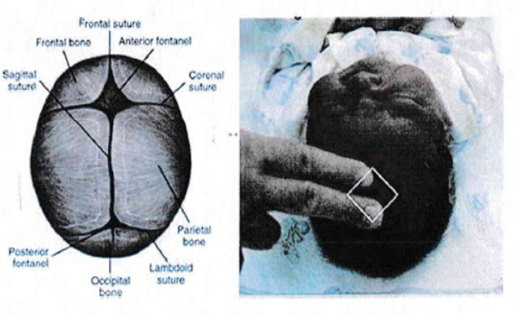 Frontal suture
Frontal bone
Anterior fontanel
Sagittal
suture
Coronal
suture
Parietal
bone
Posterior
fontanel
Occipital
bone
Lambdoid
suture